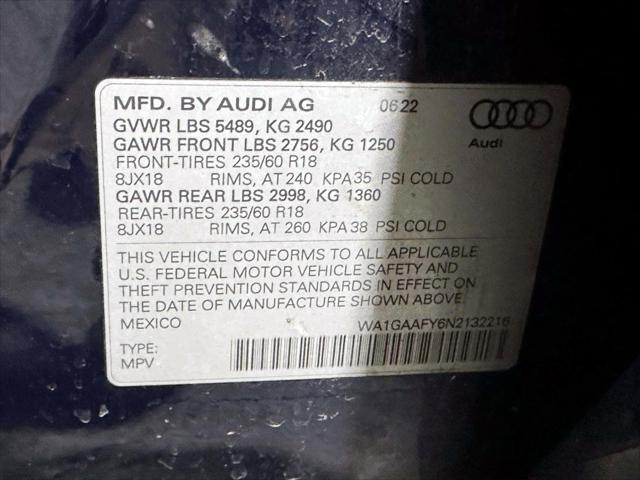 MFD. BY AUDI AG 06 22
GVWR LBS 5489, KG 2490
GAWR FRONT LBS 2756, KG 1250
FRONT-TIRES 235/60 R18
8JX18 RIMS, AT 240 KPA 35 PSI COLD
GAWR REAR LBS 2998, KG 1360
REAR-TIRES 235/60 R18
8JX18 RIMS, AT 260 KPA 38 PSI COLD
Audi
THIS VEHICLE CONFORMS TO ALL APPLICABLE
U.S. FEDERAL MOTOR VEHICLE SAFETY AND
THEFT PREVENTION STANDARDS IN EFFECT ON
THE DATE OF MANUFACTURE SHOWN ABOVE.
MEXICO WA1GAAFY6N2132216
TYPE:
MPV